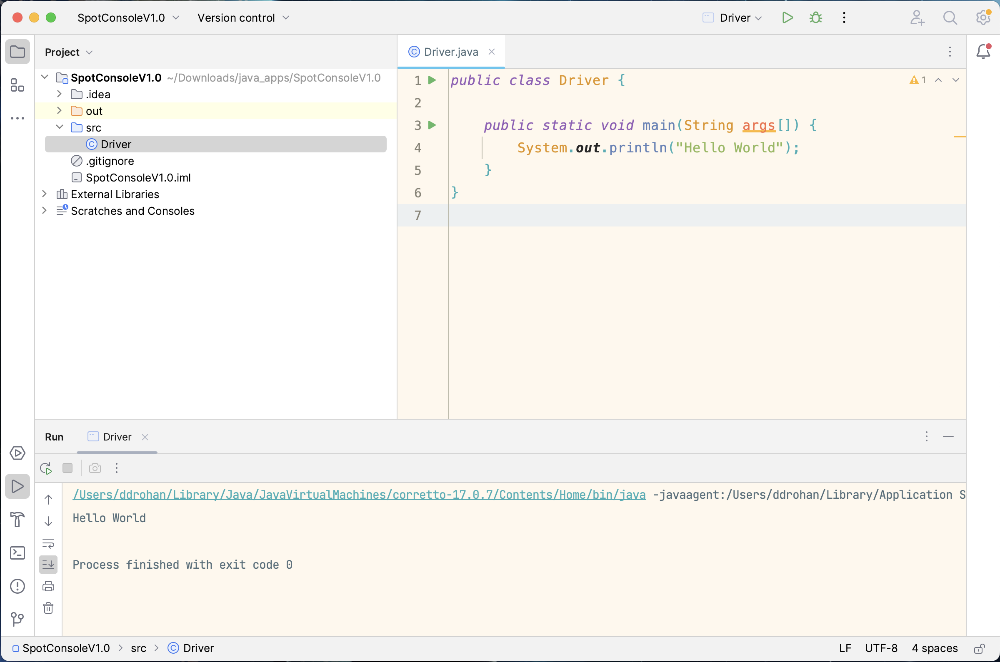 SpotConsoleV1.0 Version control Driver
Project
SpotConsoleV1.0 ~/Downloads/java_apps/SpotConsoleV1.0
.idea
out
src
Driver
.gitignore
SpotConsoleV1.0.iml
External Libraries
Scratches and Consoles
Driver.java
1 public class Driver {
1
2
3 public static void main(String args[]) {
4 System.out.println("Hello World");
5 }
6 }
7
Run Driver
/Users/ddrohan/Library/Java/JavaVirtualMachines/corretto-17.0.7/Contents/Home/bin/java -javaagent:/Users/ddrohan/Library/Application S
Hello World
Process finished with exit code 0
SpotConsoleV1.0 > src > Driver LF UTF-8 4 spaces